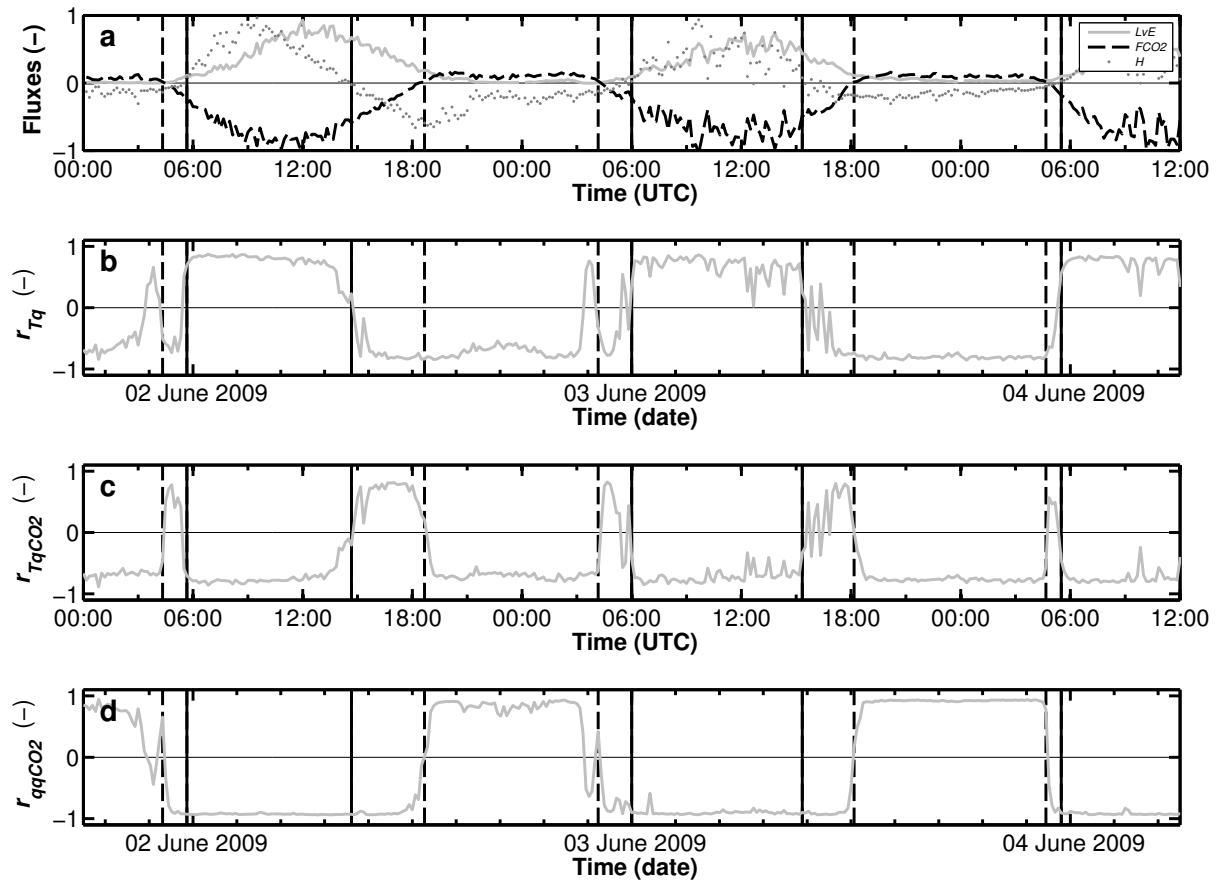 a
Fluxes (−)
0
−1
LvE
FCO2
H
00:00 06:00 12:00 18:00 00:00 06:00 12:00 18:00 00:00 06:00 12:00
Time (UTC)
b
r_Tq (−)
1
0
−1
02 June 2009 03 June 2009 04 June 2009
Time (date)
c
r_TqCO2 (−)
1
0
−1
00:00 06:00 12:00 18:00 00:00 06:00 12:00 18:00 00:00 06:00 12:00
Time (UTC)
d
r_qqCO2 (−)
1
0
−1
02 June 2009 03 June 2009 04 June 2009
Time (date)